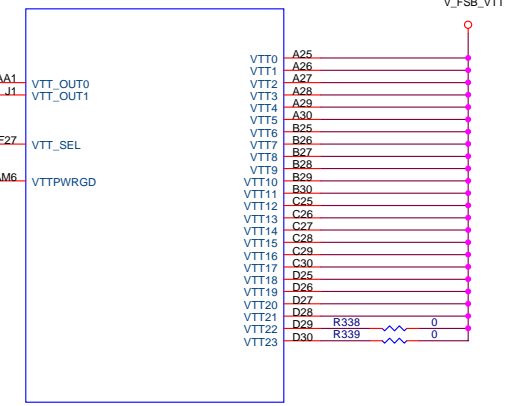 V_FSB_VTT
VTT0 A25
VTT1 A26
AA1 VTT_OUT0 VTT2 A27
J1 VTT_OUT1 VTT3 A28
VTT4 A29
VTT5 A30
VTT6 B25
F27 VTT_SEL VTT7 B26
VTT8 B27
VTT9 B28
AM6 VTTPWRGD VTT10 B29
VTT11 B30
VTT12 C25
VTT13 C26
VTT14 C27
VTT15 C28
VTT16 C29
VTT17 C30
VTT18 D25
VTT19 D26
VTT20 D27
VTT21 D28
VTT22 D29 R338 0
VTT23 D30 R339 0